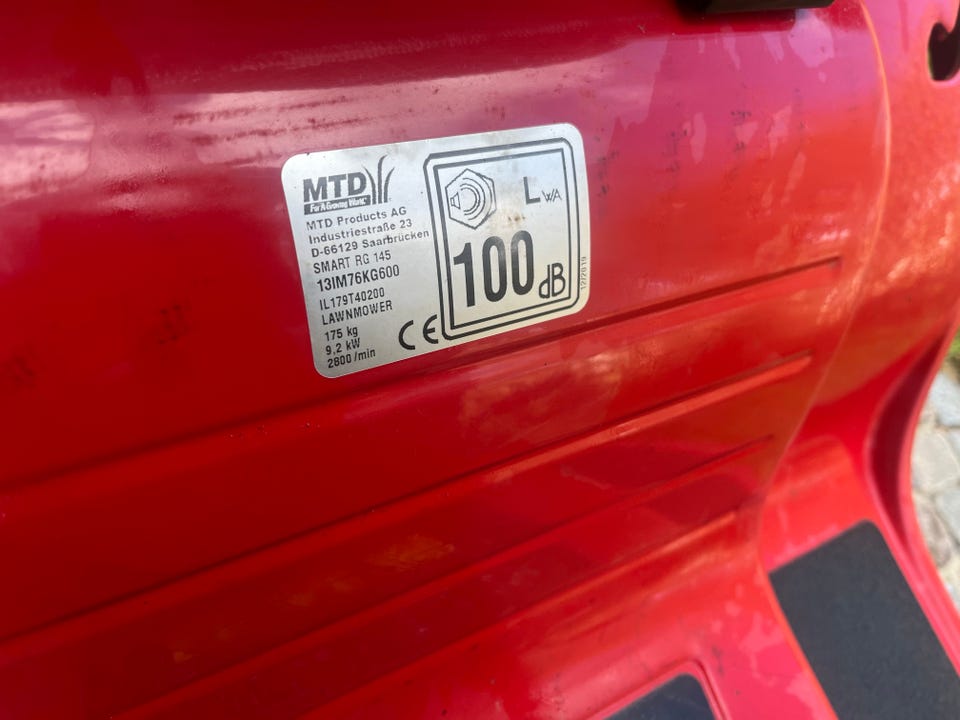 MTD
For A Growing World.
MTD Products AG
Industriestraße 23
D-66129 Saarbrücken
SMART RG 145
13IM76KG600
IL179T40200
LAWNMOWER
175 kg
9,2 kW
2800 /min
CE
LWA
100 dB
12/2019